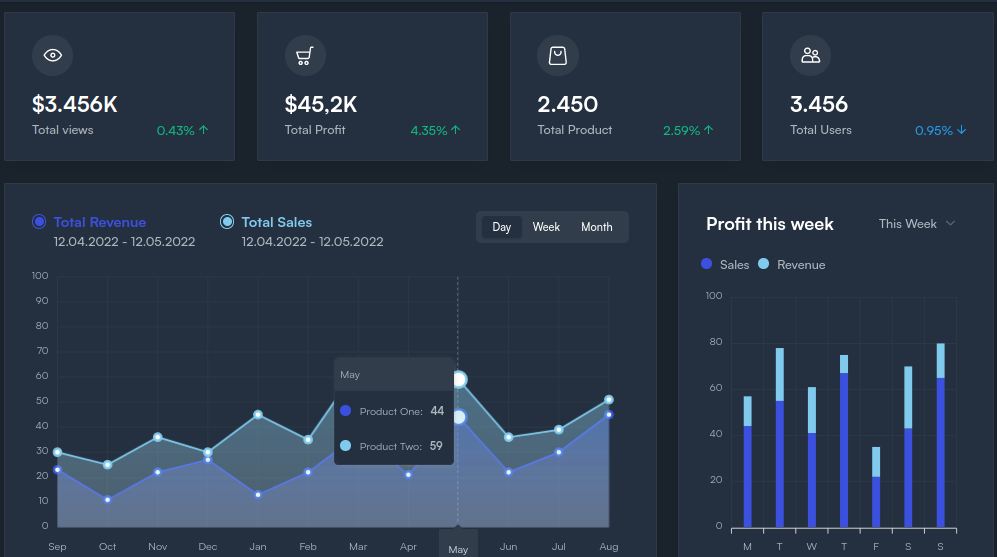 $3.456K
Total views 0.43%
$45,2K
Total Profit 4.35%
2.450
Total Product 2.59%
3.456
Total Users 0.95%
Total Revenue
12.04.2022 - 12.05.2022
Total Sales
12.04.2022 - 12.05.2022
Day Week Month
100
90
80
70
60
50
40
30
20
10
0
May
Product One: 44
Product Two: 59
Sep Oct Nov Dec Jan Feb Mar Apr May Jun Jul Aug
Profit this week This Week
Sales Revenue
100
80
60
40
20
0
M T W T F S S